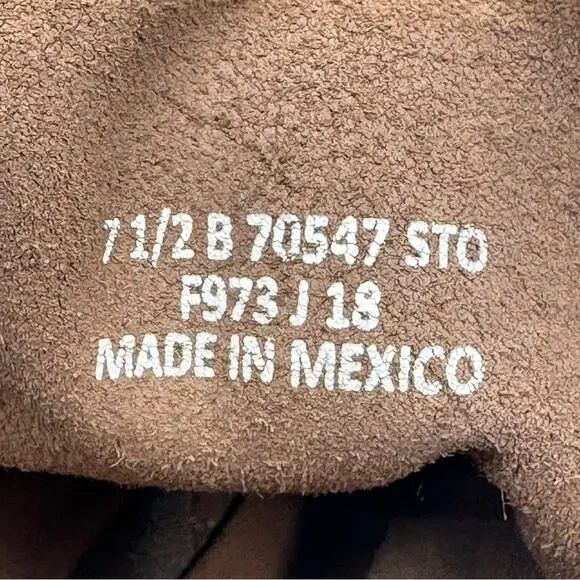 7 1/2 B 70547 STO
F973 J 18
MADE IN MEXICO